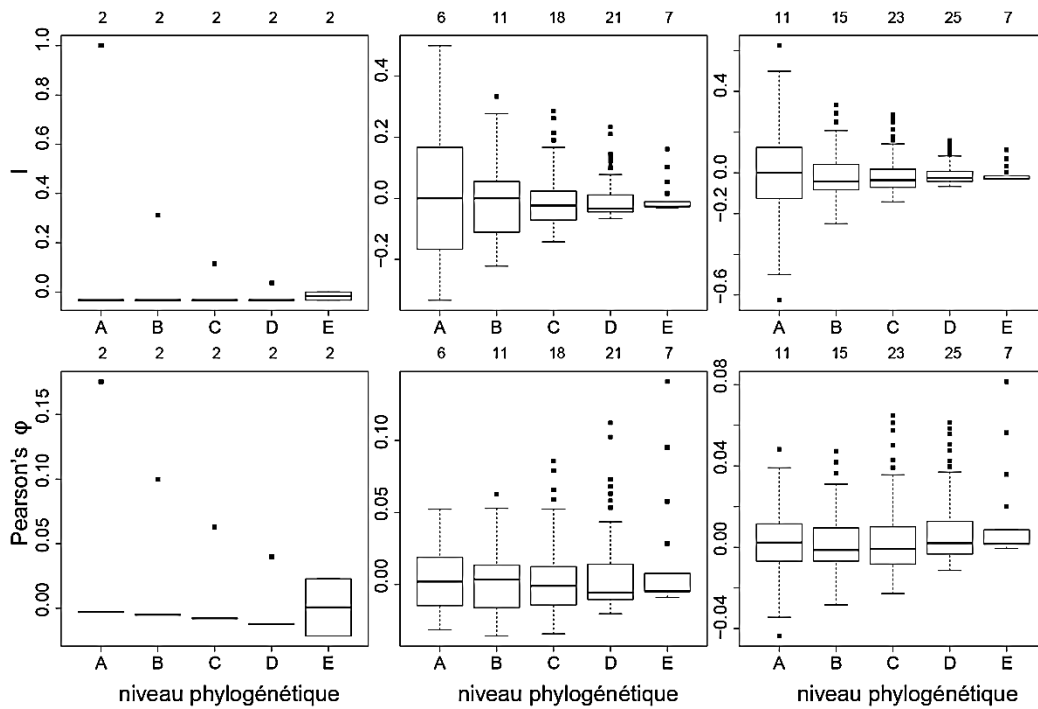 2 2 2 2 2
6 11 18 21 7
11 15 23 25 7
I
1.0
0.8
0.6
0.4
0.2
0.0
0.4
0.2
0.0
−0.2
0.4
0.0
−0.2
−0.6
A B C D E
A B C D E
A B C D E
2 2 2 2 2
6 11 18 21 7
11 15 23 25 7
Pearson's φ
0.15
0.10
0.05
0.00
0.10
0.05
0.00
0.08
0.04
0.00
−0.04
A B C D E
A B C D E
A B C D E
niveau phylogénétique
niveau phylogénétique
niveau phylogénétique